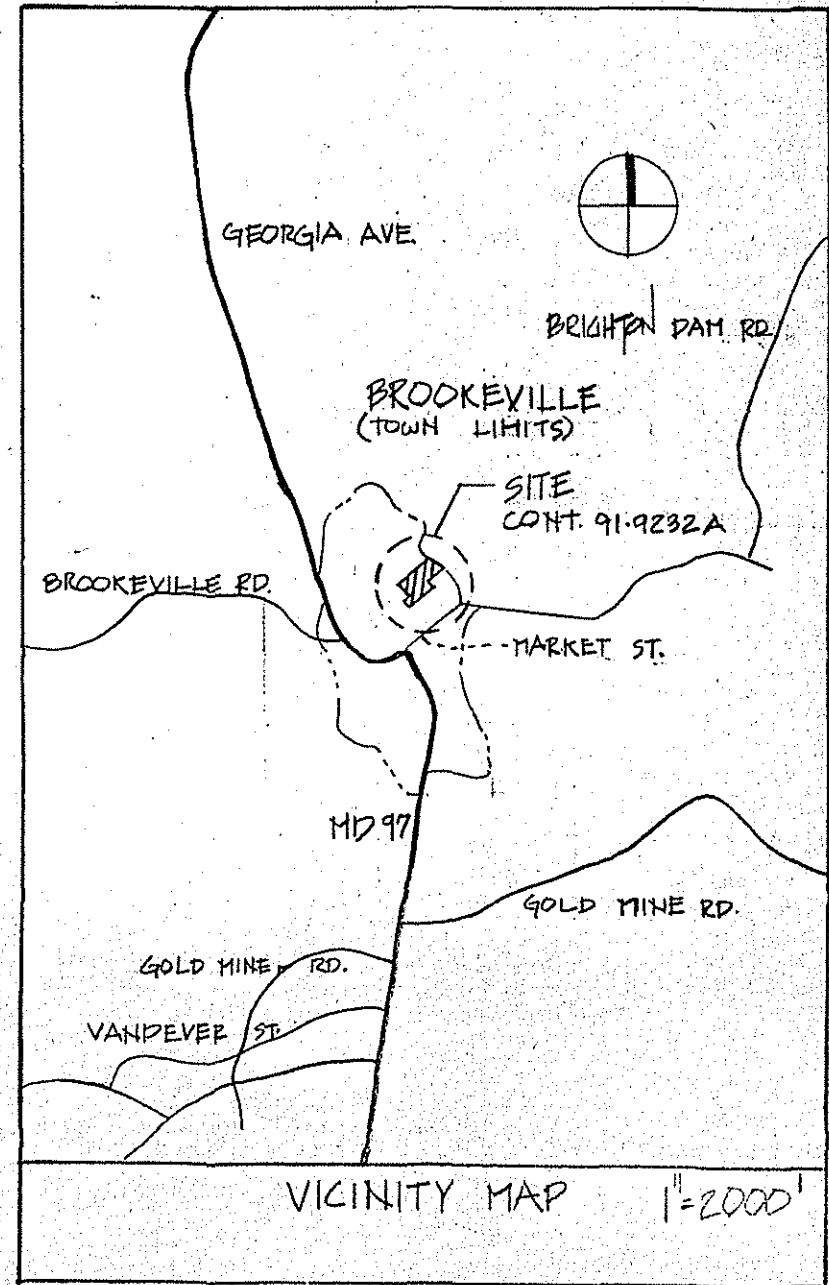 GEORGIA AVE.
BRIGHTON DAM RD.
BROOKEVILLE
(TOWN LIMITS)
SITE
CONT. 91-9232A
BROOKEVILLE RD.
MARKET ST.
MD 97
GOLD MINE RD.
GOLD MINE RD.
VANDEVER ST.
VICINITY MAP 1"=2000'